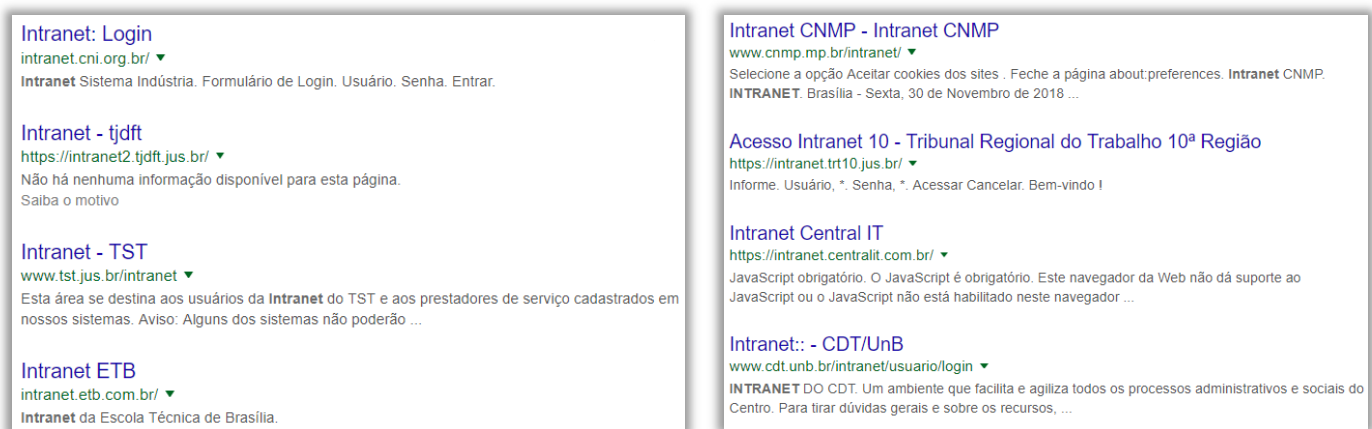 Intranet: Login
intranet.cni.org.br/ ▼
Intranet Sistema Indústria. Formulário de Login. Usuário. Senha. Entrar.
Intranet - tjdft
https://intranet2.tjdft.jus.br/ ▼
Não há nenhuma informação disponível para esta página.
Saiba o motivo
Intranet - TST
www.tst.jus.br/intranet ▼
Esta área se destina aos usuários da Intranet do TST e aos prestadores de serviço cadastrados em
nossos sistemas. Aviso: Alguns dos sistemas não poderão ...
Intranet ETB
intranet.etb.com.br/ ▼
Intranet da Escola Técnica de Brasília.
Intranet CNMP - Intranet CNMP
www.cnmp.mp.br/intranet/ ▼
Selecione a opção Aceitar cookies dos sites . Feche a página about:preferences. Intranet CNMP.
INTRANET. Brasília - Sexta, 30 de Novembro de 2018 ...
Acesso Intranet 10 - Tribunal Regional do Trabalho 10ª Região
https://intranet.trt10.jus.br/ ▼
Informe. Usuário, *. Senha, *. Acessar Cancelar. Bem-vindo !
Intranet Central IT
https://intranet.centralit.com.br/ ▼
JavaScript obrigatório. O JavaScript é obrigatório. Este navegador da Web não dá suporte ao
JavaScript ou o JavaScript não está habilitado neste navegador ...
Intranet:: - CDT/UnB
www.cdt.unb.br/intranet/usuario/login ▼
INTRANET DO CDT. Um ambiente que facilita e agiliza todos os processos administrativos e sociais do
Centro. Para tirar dúvidas gerais e sobre os recursos, ...